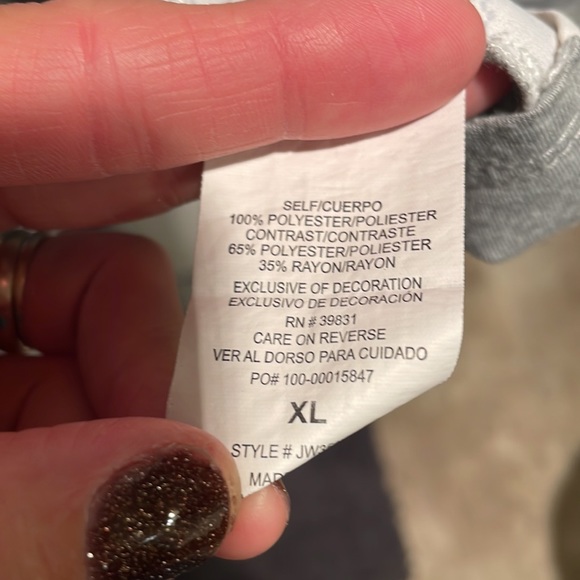 SELF/CUERPO
100% POLYESTER/POLIESTER
CONTRAST/CONTRASTE
65% POLYESTER/POLIESTER
35% RAYON/RAYON
EXCLUSIVE OF DECORATION
EXCLUSIVO DE DECORACIÓN
RN # 39831
CARE ON REVERSE
VER AL DORSO PARA CUIDADO
PO# 100-00015847
XL
STYLE #